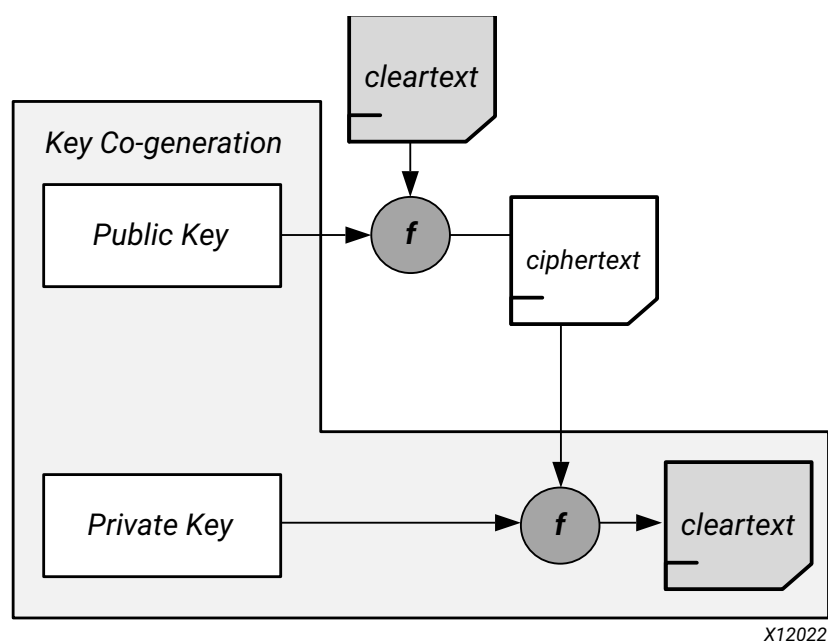 cleartext
Key Co-generation
Public Key
f
ciphertext
Private Key
f
cleartext
X12022